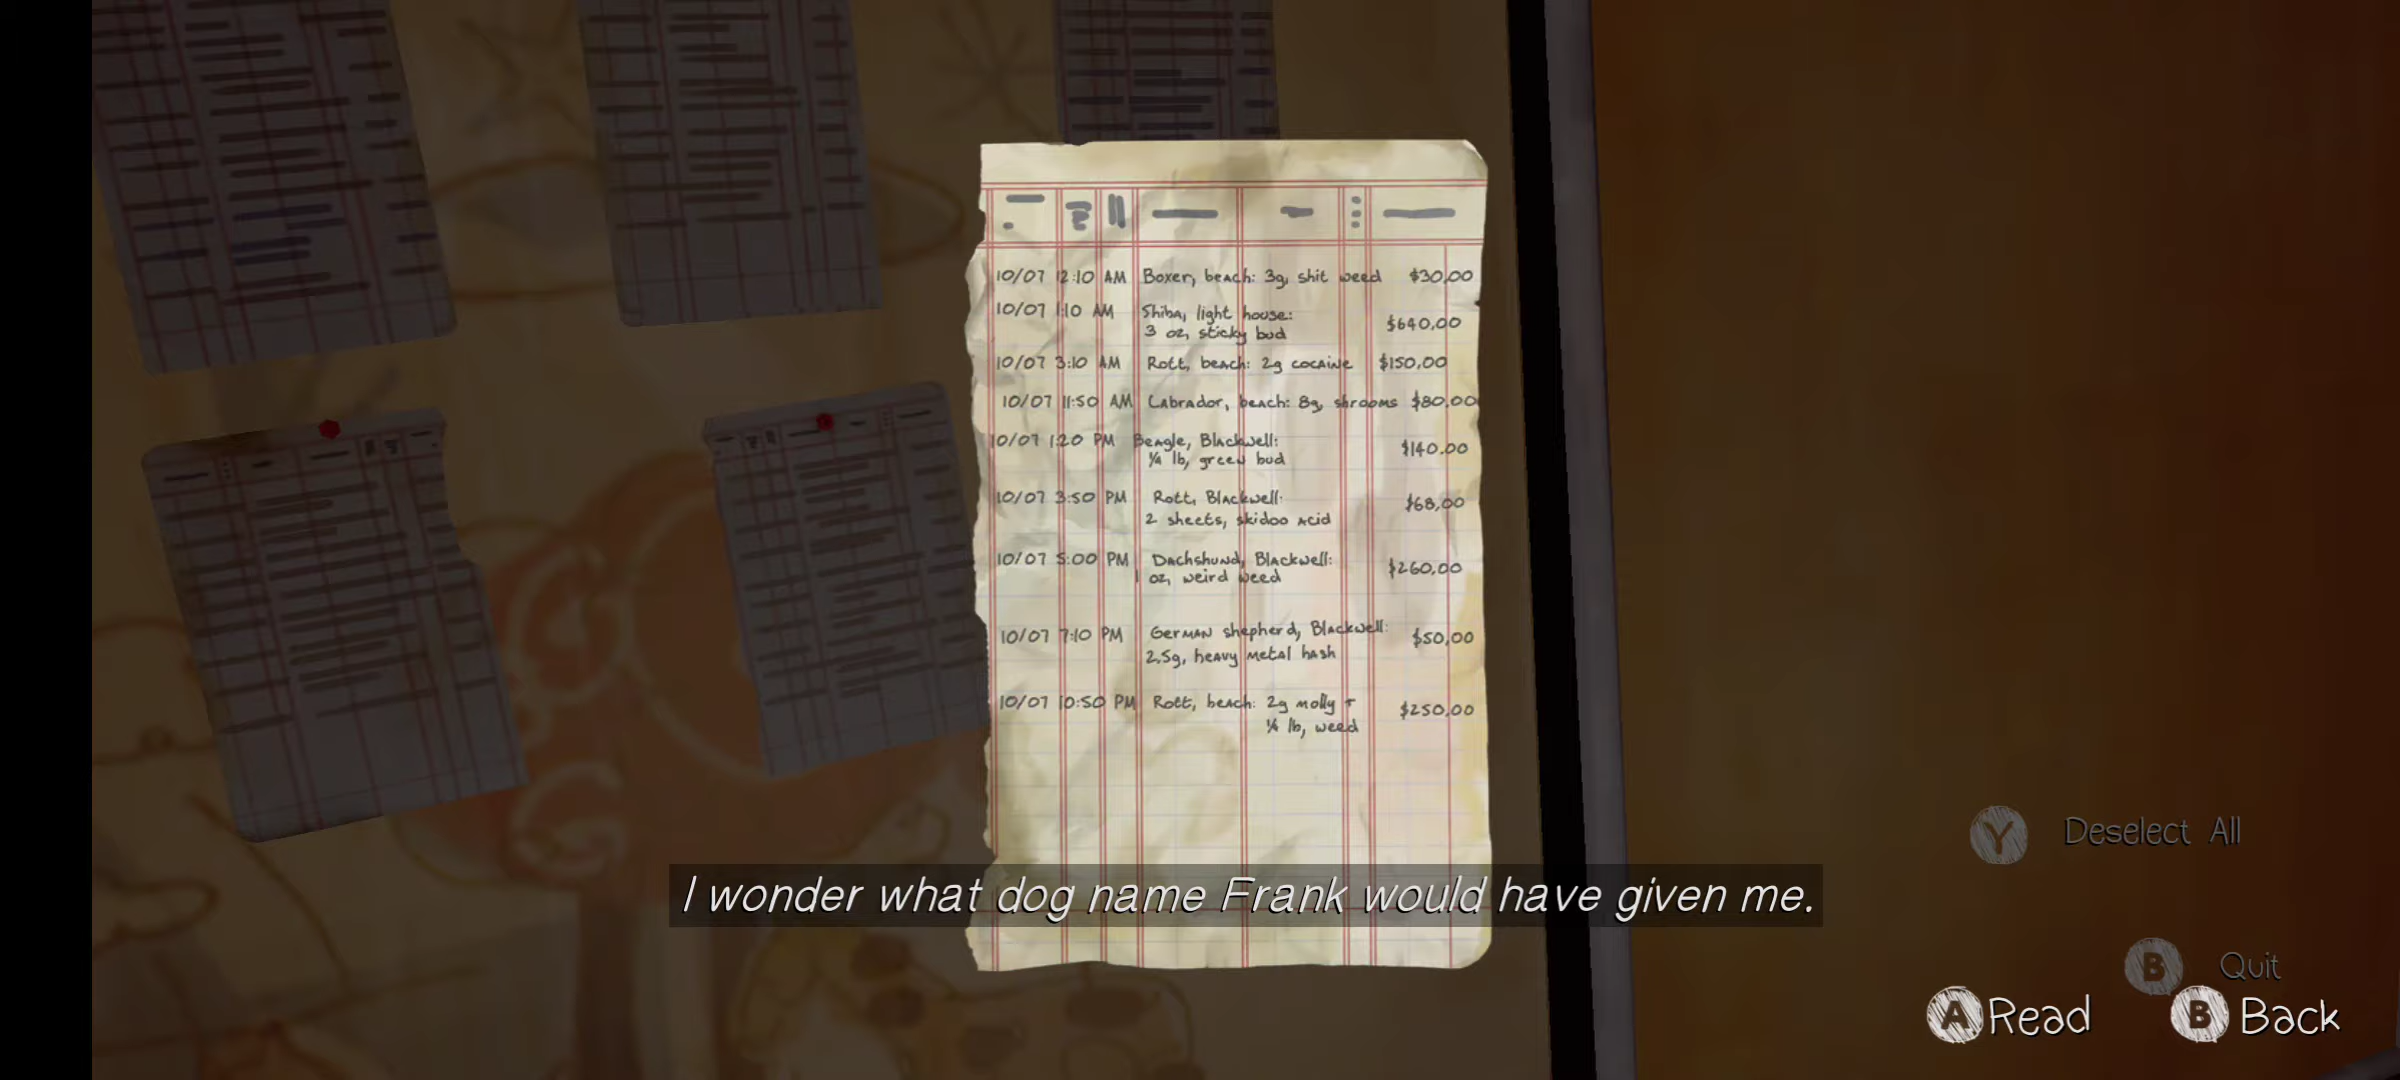 10/07 12:10 AM Boxer, beach: 3g, shit weed $30,00
10/07 1:10 AM Shiba, light house:
3 oz, sticky bud $640,00
10/07 3:10 AM Rott, beach: 2g cocaine $150,00
10/07 11:50 AM Labrador, beach: 8g, shrooms $80,00
10/07 1:20 PM Beagle, Blackwell:
1/4 lb, green bud $140.00
10/07 3:50 PM Rott, Blackwell:
2 sheets, skidoo acid $68,00
10/07 5:00 PM Dachshund, Blackwell:
1 oz, weird weed $260,00
10/07 7:10 PM German shepherd, Blackwell:
2.5g, heavy metal hash $50,00
10/07 10:50 PM Rott, beach: 2g molly +
1/4 lb, weed $250,00
I wonder what dog name Frank would have given me.
Y Deselect All
B Quit
A Read B Back